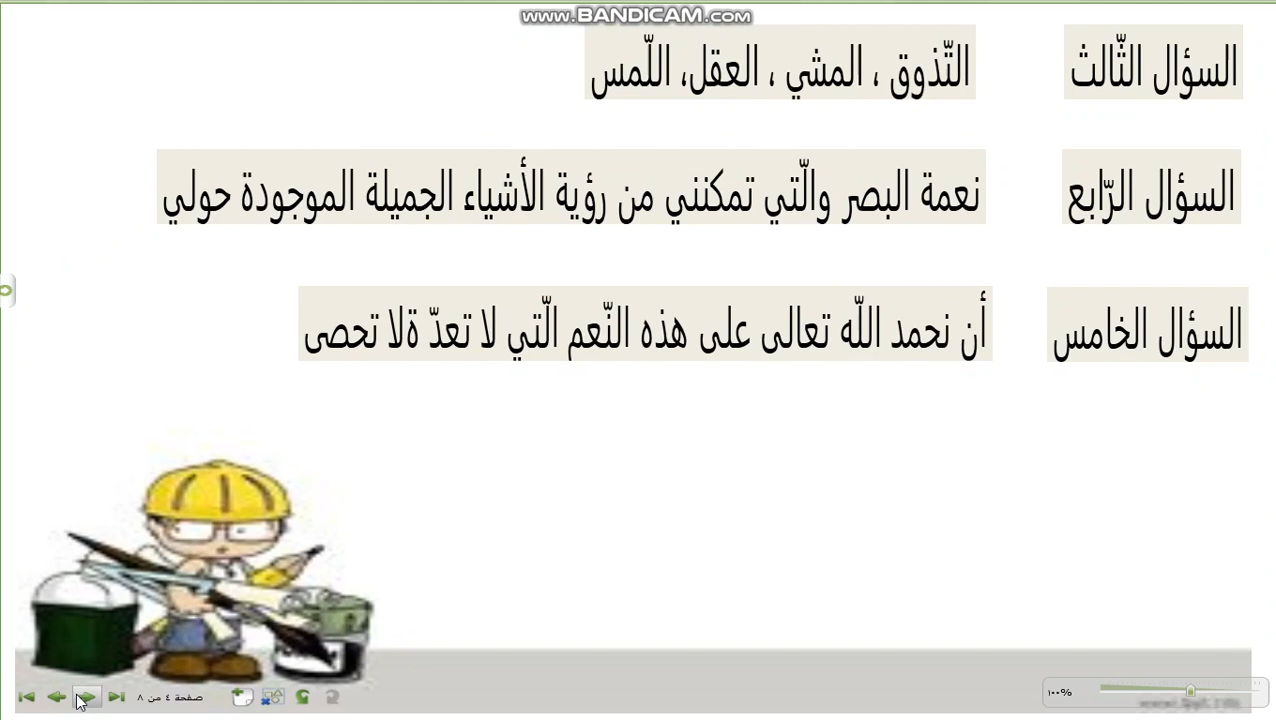 www.BANDICAM.com
السؤال الثّالث
التّذوق ، المشي ، العقل، اللّمس
السؤال الرّابع
نعمة البصر والّتي تمكنني من رؤية الأشياء الجميلة الموجودة حولي
السؤال الخامس
أن نحمد اللّه تعالى على هذه النّعم الّتي لا تعدّ ةلا تحصى
صفحة ٤ من ٨
١٠٠%